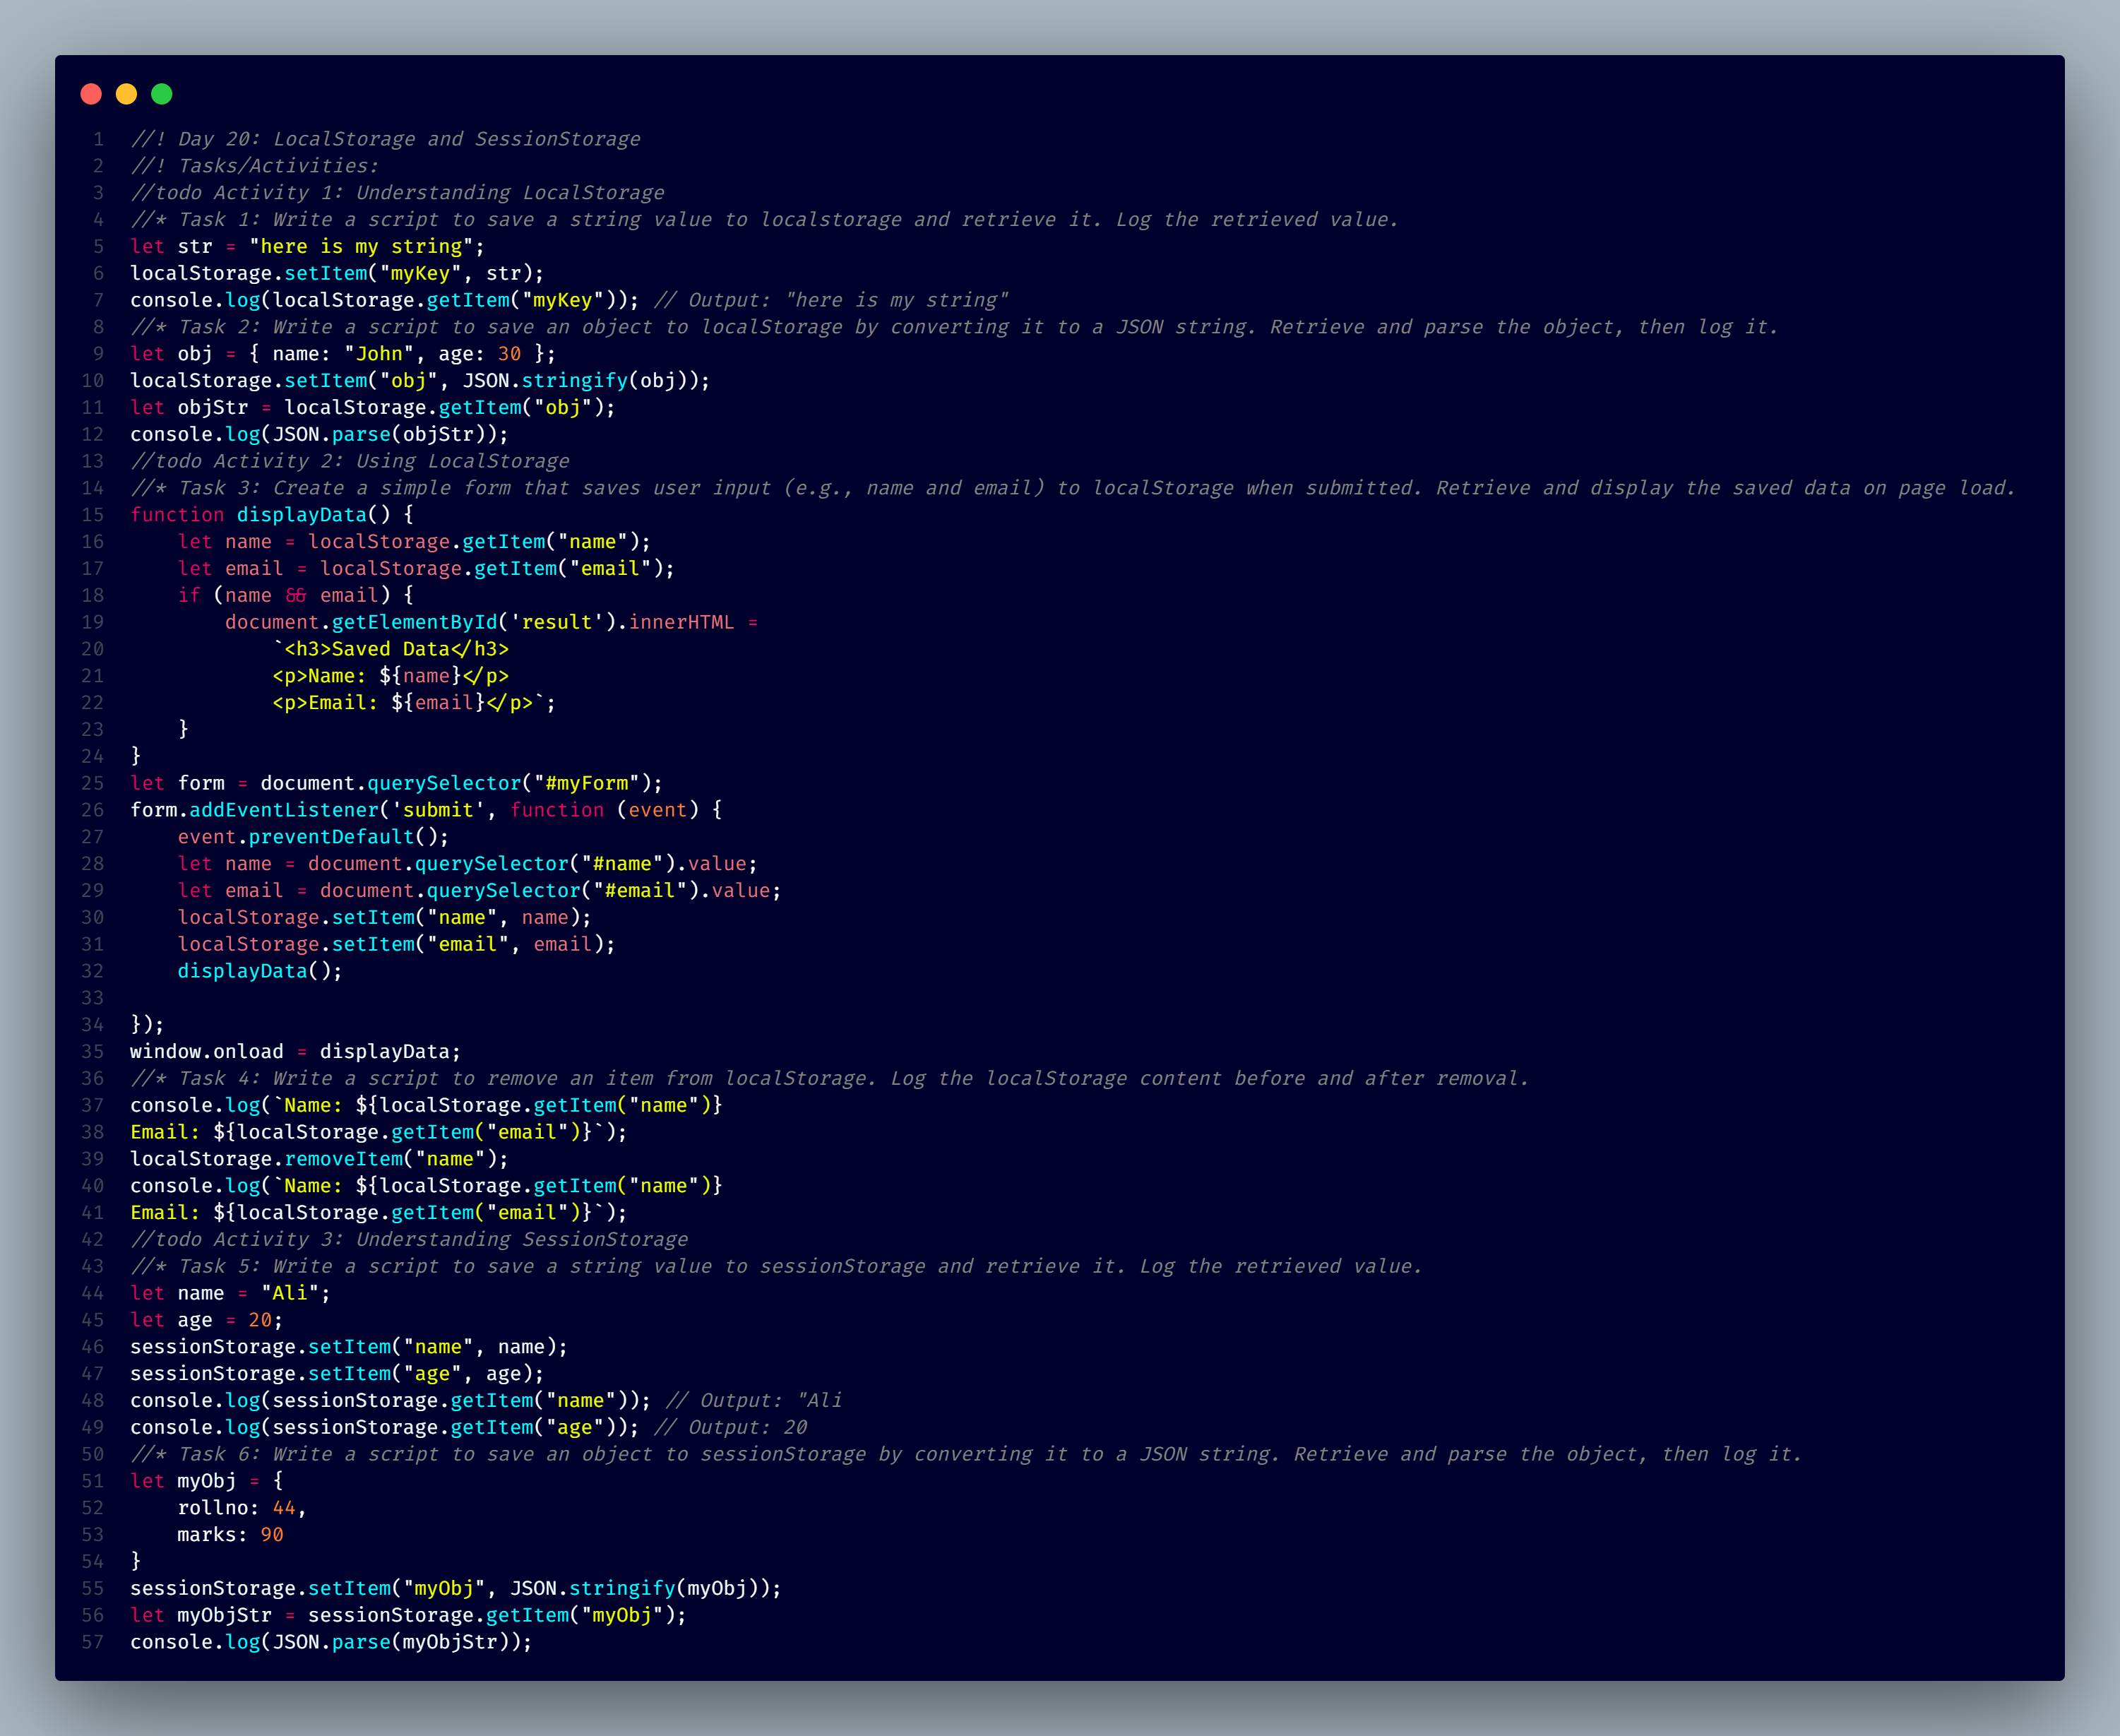 1 //! Day 20: LocalStorage and SessionStorage
2 //! Tasks/Activities:
3 //todo Activity 1: Understanding LocalStorage
4 //* Task 1: Write a script to save a string value to localstorage and retrieve it. Log the retrieved value.
5 let str = "here is my string";
6 localStorage.setItem("myKey", str);
7 console.log(localStorage.getItem("myKey")); // Output: "here is my string"
8 //* Task 2: Write a script to save an object to localStorage by converting it to a JSON string. Retrieve and parse the object, then log it.
9 let obj = { name: "John", age: 30 };
10 localStorage.setItem("obj", JSON.stringify(obj));
11 let objStr = localStorage.getItem("obj");
12 console.log(JSON.parse(objStr));
13 //todo Activity 2: Using LocalStorage
14 //* Task 3: Create a simple form that saves user input (e.g., name and email) to localStorage when submitted. Retrieve and display the saved data on page load.
15 function displayData() {
16     let name = localStorage.getItem("name");
17     let email = localStorage.getItem("email");
18     if (name && email) {
19         document.getElementById('result').innerHTML =
20             `<h3>Saved Data</h3>
21             <p>Name: ${name}</p>
22             <p>Email: ${email}</p>`;
23     }
24 }
25 let form = document.querySelector("#myForm");
26 form.addEventListener('submit', function (event) {
27     event.preventDefault();
28     let name = document.querySelector("#name").value;
29     let email = document.querySelector("#email").value;
30     localStorage.setItem("name", name);
31     localStorage.setItem("email", email);
32     displayData();
33
34 });
35 window.onload = displayData;
36 //* Task 4: Write a script to remove an item from localStorage. Log the localStorage content before and after removal.
37 console.log(`Name: ${localStorage.getItem("name")}
38 Email: ${localStorage.getItem("email")}`);
39 localStorage.removeItem("name");
40 console.log(`Name: ${localStorage.getItem("name")}
41 Email: ${localStorage.getItem("email")}`);
42 //todo Activity 3: Understanding SessionStorage
43 //* Task 5: Write a script to save a string value to sessionStorage and retrieve it. Log the retrieved value.
44 let name = "Ali";
45 let age = 20;
46 sessionStorage.setItem("name", name);
47 sessionStorage.setItem("age", age);
48 console.log(sessionStorage.getItem("name")); // Output: "Ali
49 console.log(sessionStorage.getItem("age")); // Output: 20
50 //* Task 6: Write a script to save an object to sessionStorage by converting it to a JSON string. Retrieve and parse the object, then log it.
51 let myObj = {
52     rollno: 44,
53     marks: 90
54 }
55 sessionStorage.setItem("myObj", JSON.stringify(myObj));
56 let myObjStr = sessionStorage.getItem("myObj");
57 console.log(JSON.parse(myObjStr));